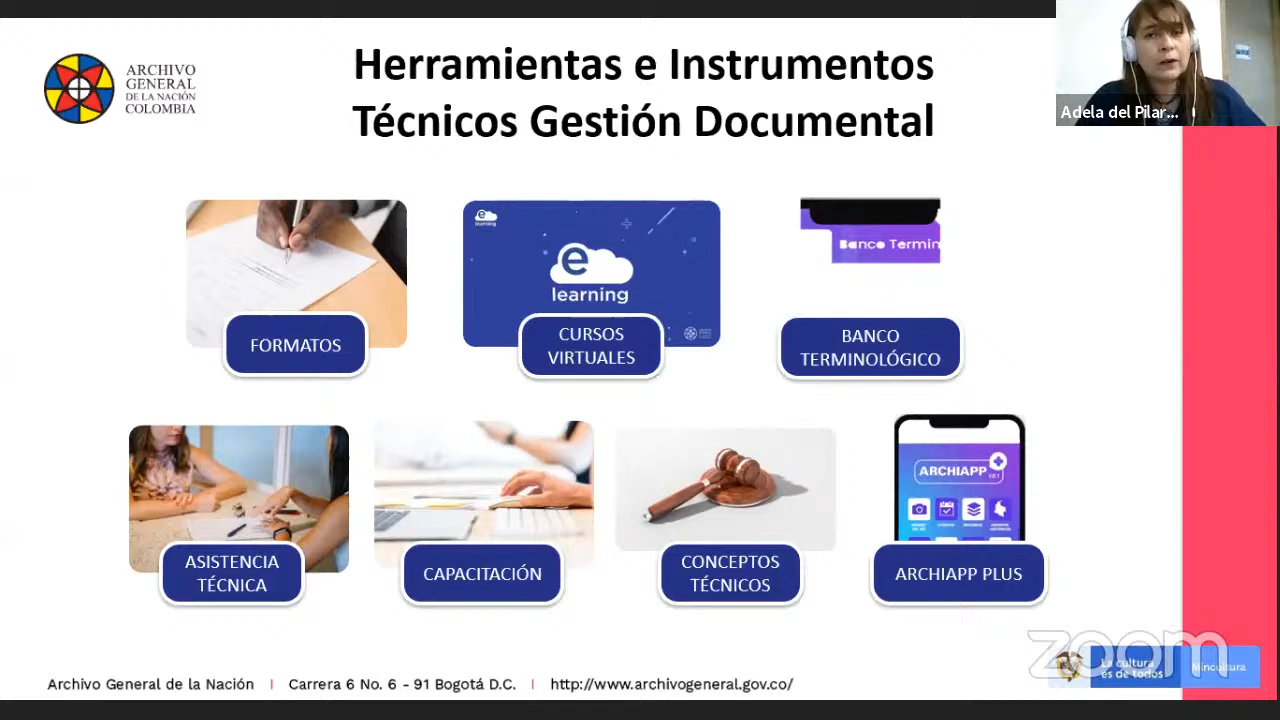 ARCHIVO
GENERAL
DE LA NACIÓN
COLOMBIA
Herramientas e Instrumentos
Técnicos Gestión Documental
Adela del Pilar...
e
learning
e
learning
Banco Termin
FORMATOS
CURSOS
VIRTUALES
BANCO
TERMINOLÓGICO
ARCHIAPP
ASISTENCIA
TÉCNICA
CAPACITACIÓN
CONCEPTOS
TÉCNICOS
ARCHIAPP PLUS
zoom
La cultura
es de todos
Mincultura
Archivo General de la Nación I Carrera 6 No. 6 - 91 Bogotá D.C. I http://www.archivogeneral.gov.co/